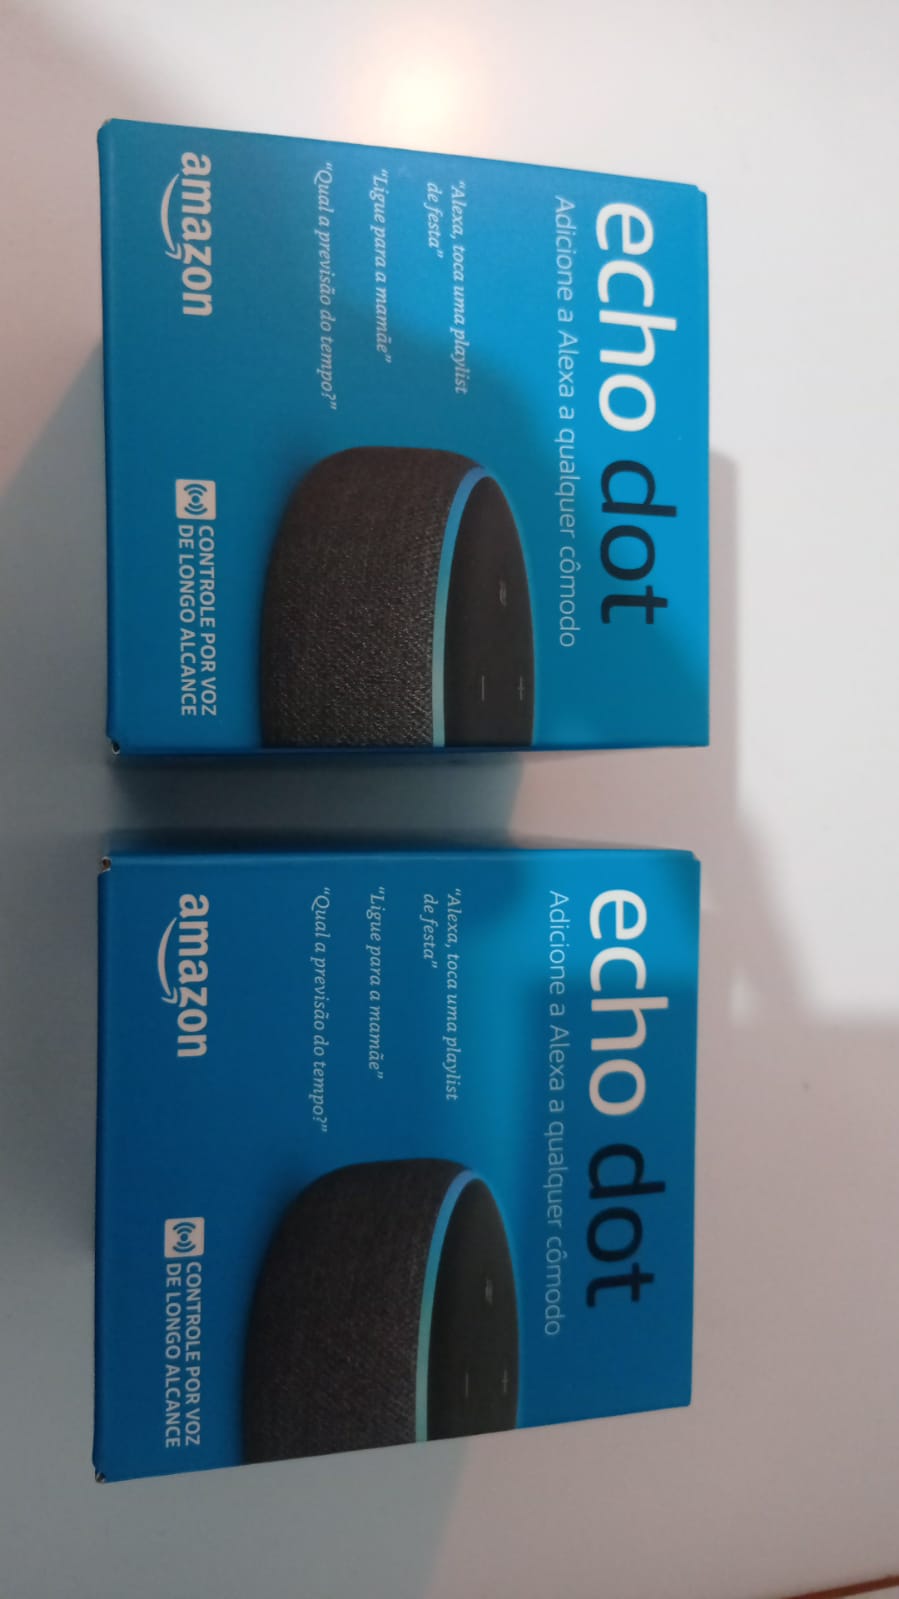 echo dot
Adicione a Alexa a qualquer cômodo
“Alexa, toca uma playlist
de festa”
“Ligue para a mamãe”
“Qual a previsão do tempo?”
amazon
CONTROLE POR VOZ
DE LONGO ALCANCE
echo dot
Adicione a Alexa a qualquer cômodo
“Alexa, toca uma playlist
de festa”
“Ligue para a mamãe”
“Qual a previsão do tempo?”
amazon
CONTROLE POR VOZ
DE LONGO ALCANCE